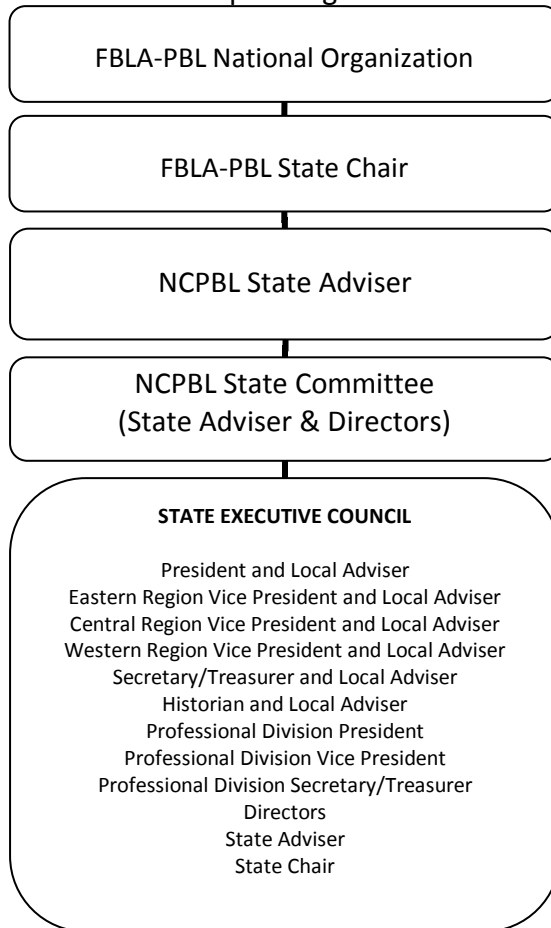 FBLA-PBL National Organization
FBLA-PBL State Chair
NCPBL State Adviser
NCPBL State Committee
(State Adviser & Directors)
STATE EXECUTIVE COUNCIL
President and Local Adviser
Eastern Region Vice President and Local Adviser
Central Region Vice President and Local Adviser
Western Region Vice President and Local Adviser
Secretary/Treasurer and Local Adviser
Historian and Local Adviser
Professional Division President
Professional Division Vice President
Professional Division Secretary/Treasurer
Directors
State Adviser
State Chair